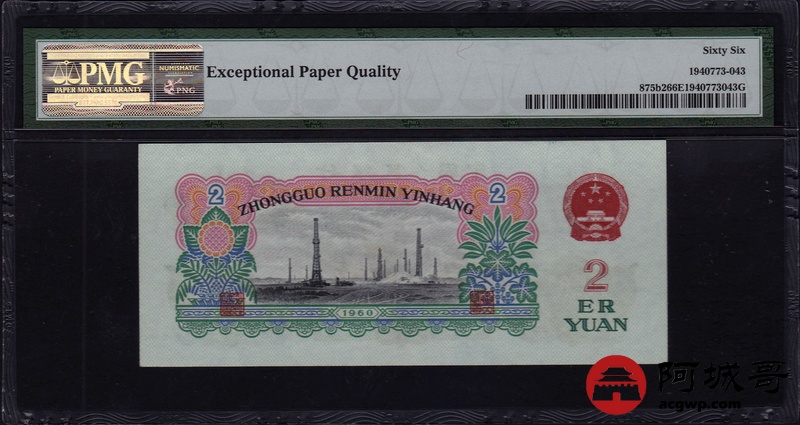 PMG
PAPER MONEY GUARANTY
NUMISMATIC
PNG
Exceptional Paper Quality
Sixty Six
1940773-043
875b266E1940773043G
2
ZHONGGUO RENMIN YINHANG
2
2
ER
YUAN
1960
阿城哥
acgwp.com